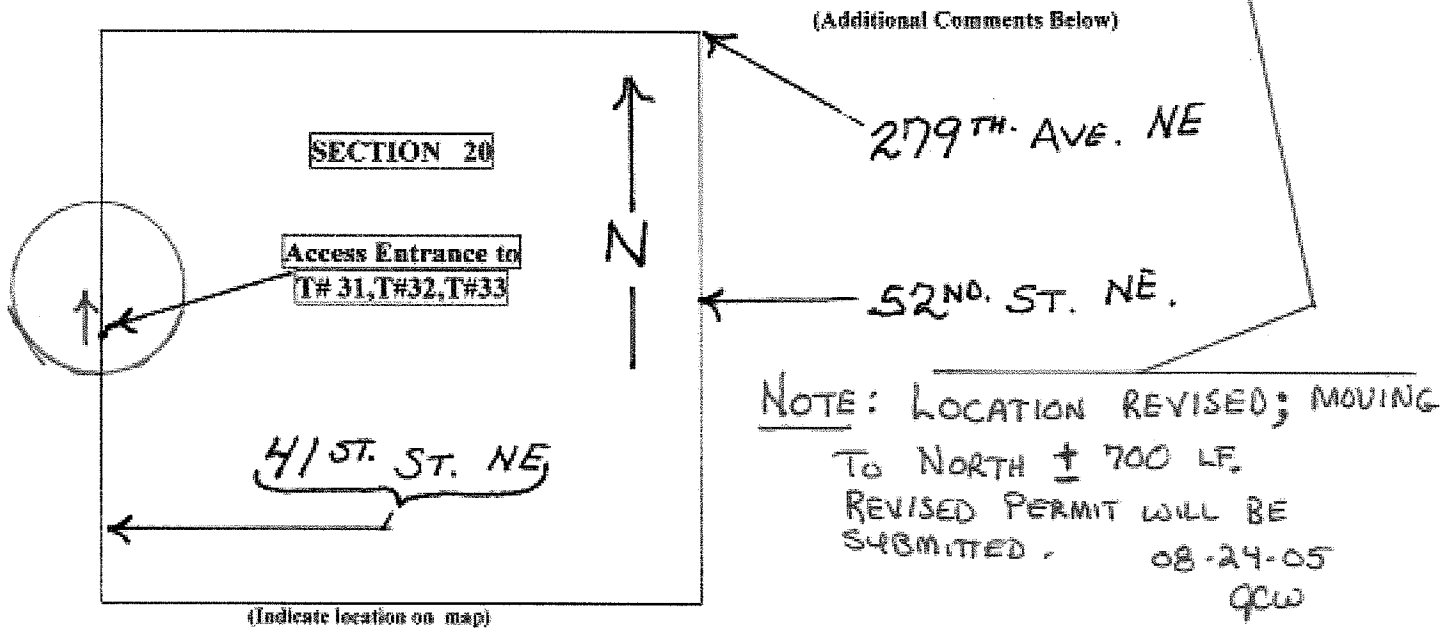 (Additional Comments Below)
279TH. AVE. NE
SECTION 20
N
Access Entrance to
T# 31,T#32,T#33
52ND. ST. NE.
NOTE: LOCATION REVISED; MOVING
TO NORTH ± 700 LF.
REVISED PERMIT WILL BE
SUBMITTED. 08-24-05
gcw
41ST. ST. NE
(Indicate location on map)